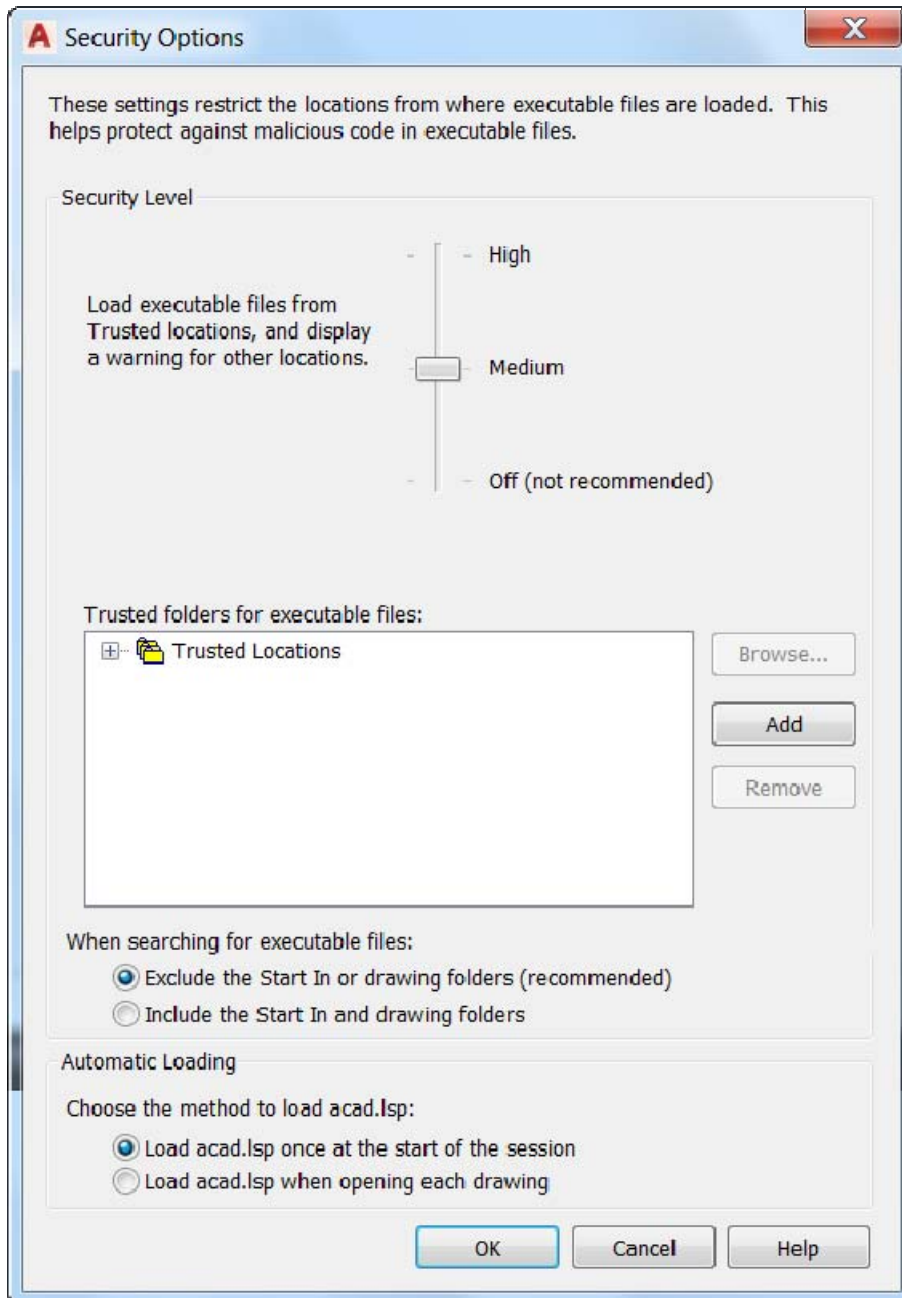 A Security Options
These settings restrict the locations from where executable files are loaded. This
helps protect against malicious code in executable files.
Security Level
High
Load executable files from
Trusted locations, and display
a warning for other locations.
Medium
Off (not recommended)
Trusted folders for executable files:
Trusted Locations
Browse...
Add
Remove
When searching for executable files:
Exclude the Start In or drawing folders (recommended)
Include the Start In and drawing folders
Automatic Loading
Choose the method to load acad.lsp:
Load acad.lsp once at the start of the session
Load acad.lsp when opening each drawing
OK Cancel Help